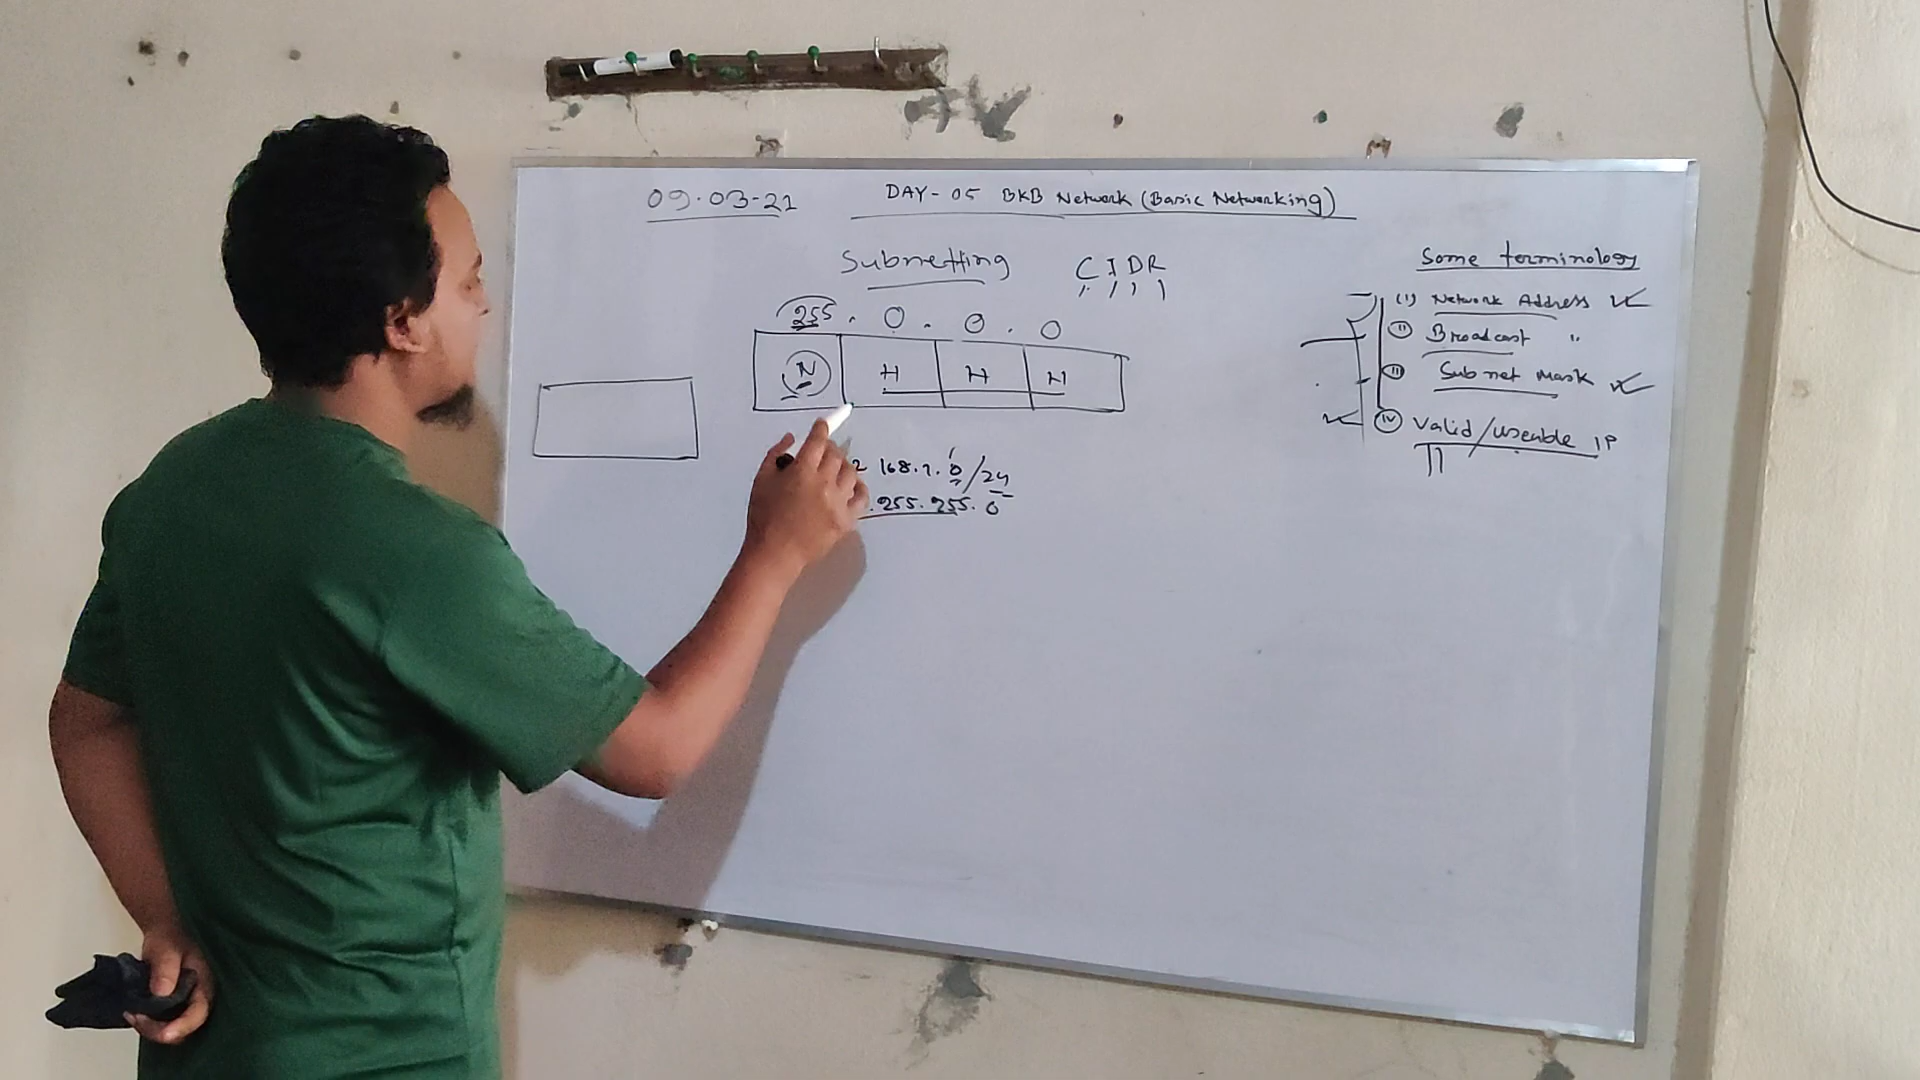 09.03-21
DAY-05 BKB Network (Basic Networking)
Subnetting CIDR
255.0.0.0
N H H H
2 168.1.0/24
.255.255.0
Some terminology
(i) Network Address
(ii) Broadcast "
(iii) Subnet Mask
(iv) Valid/useable IP